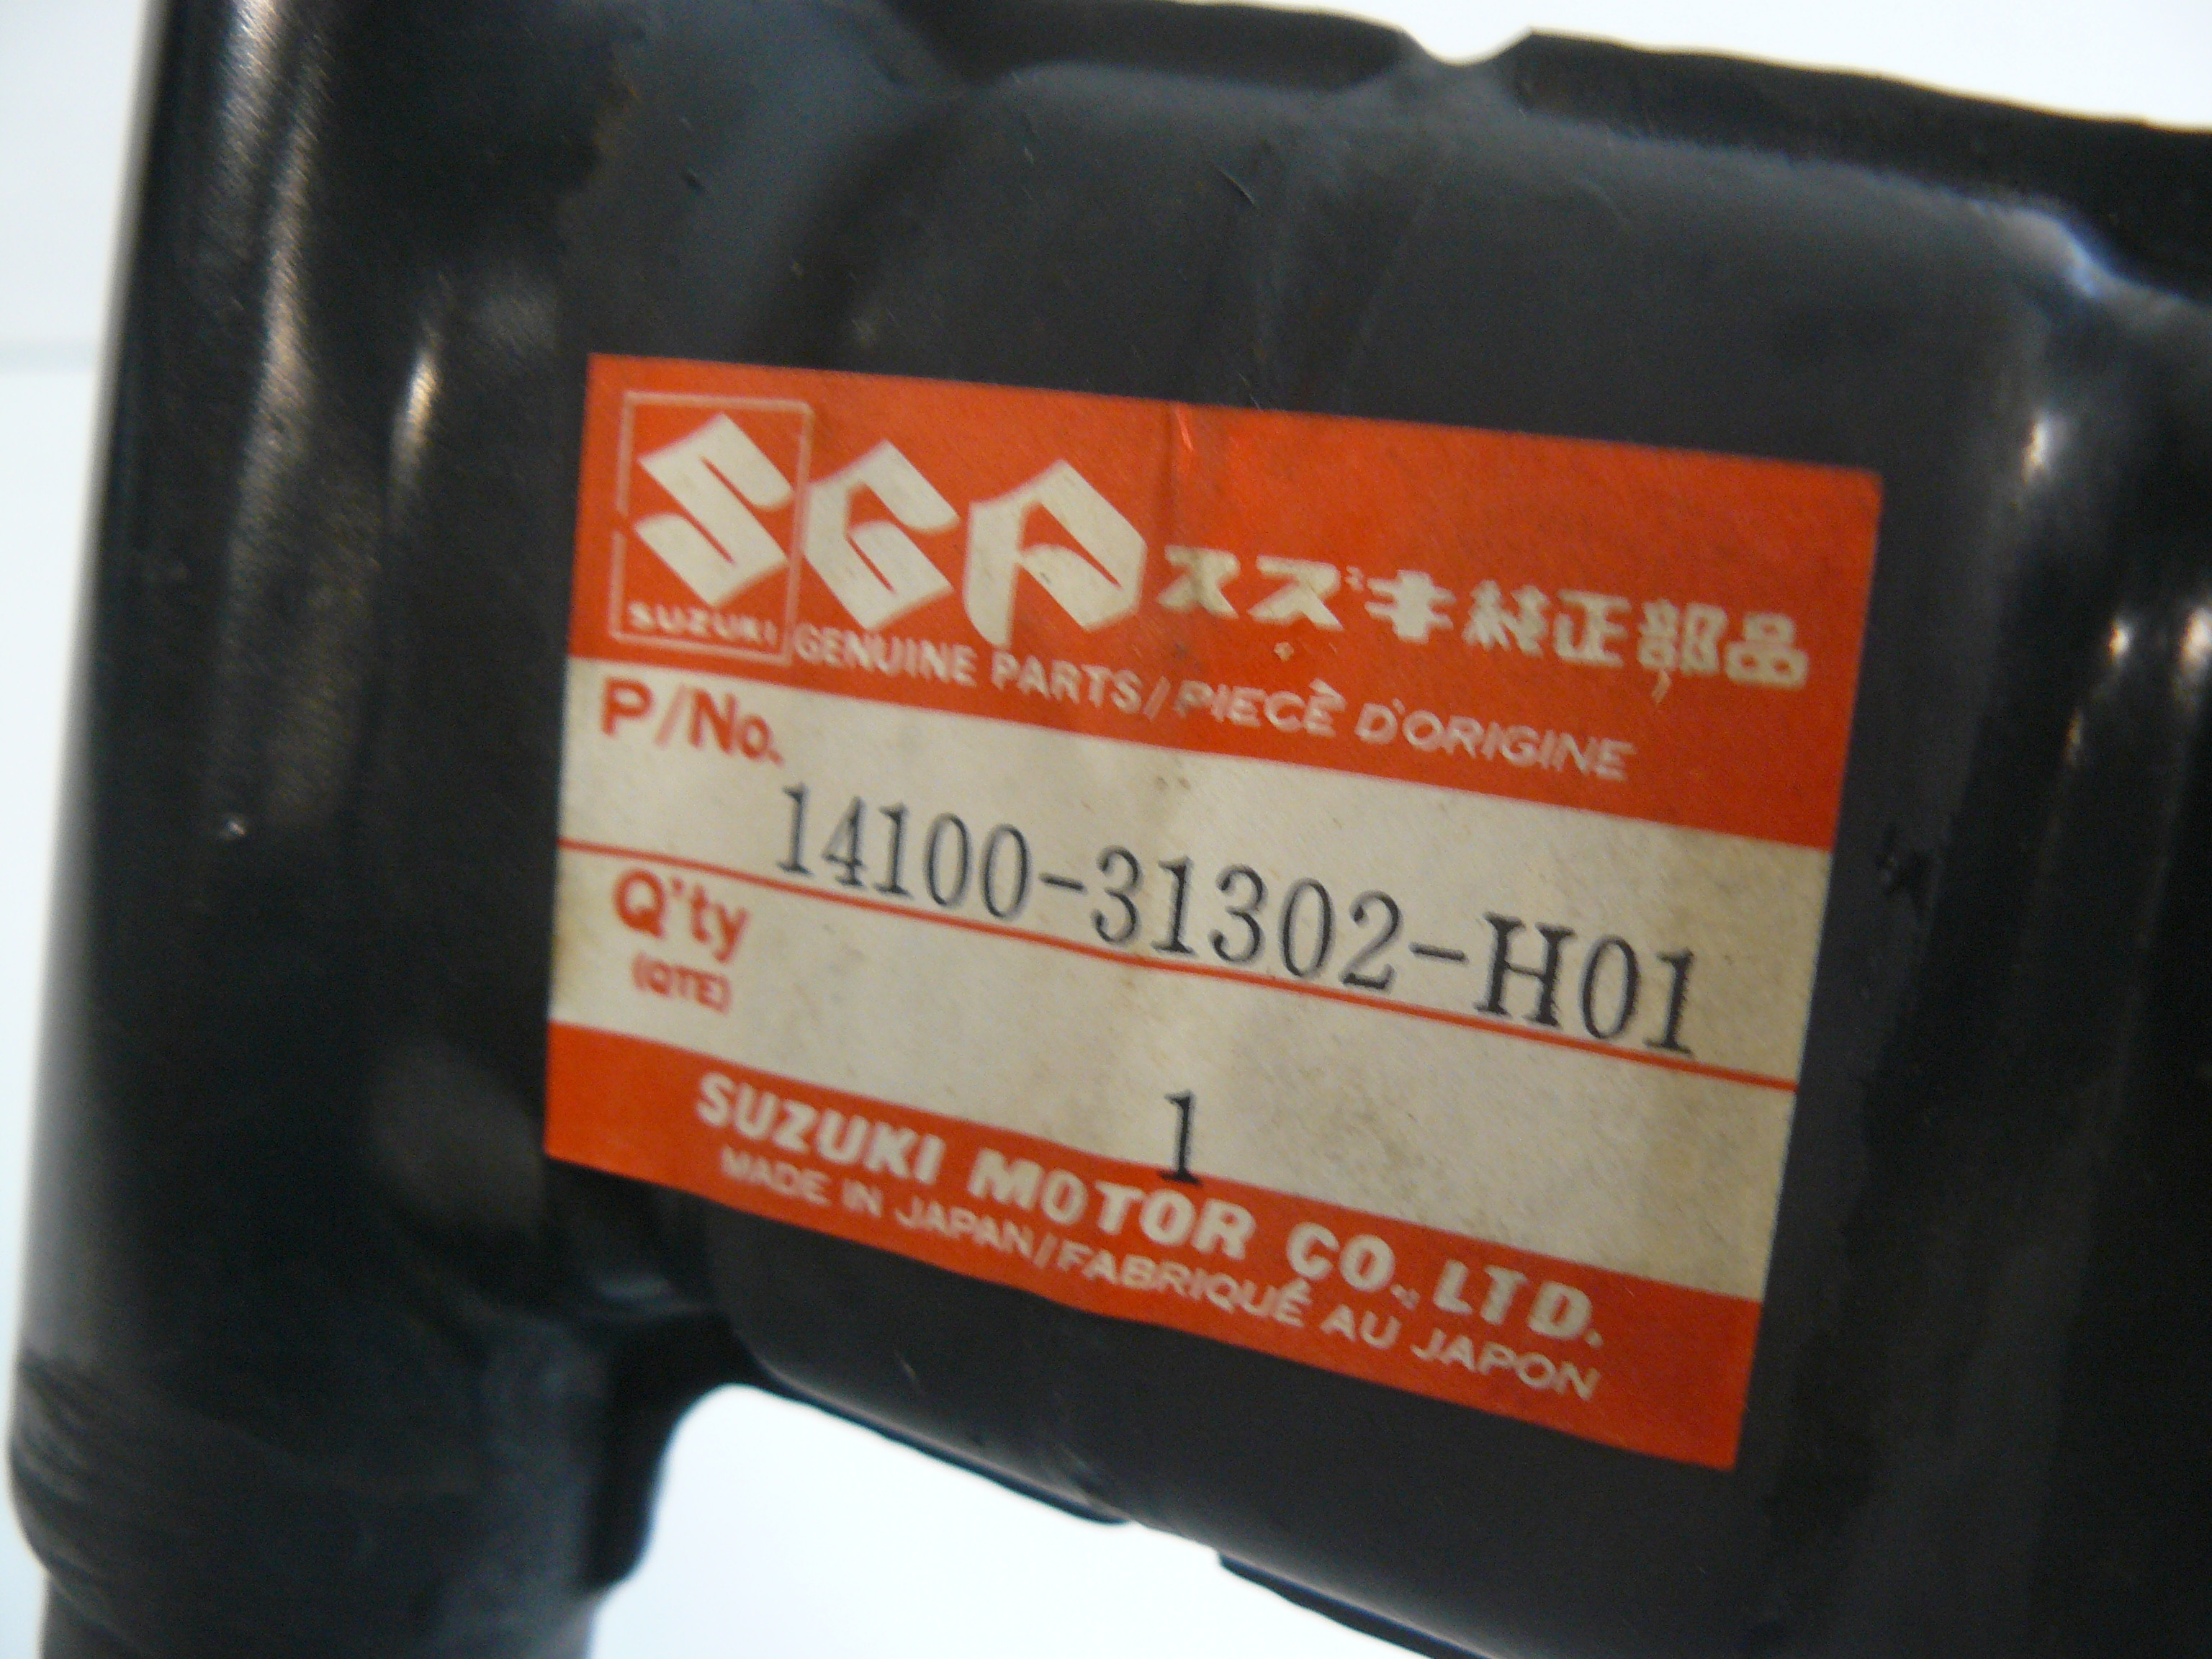 SGP スズキ純正部品
SUZUKI GENUINE PARTS/PIECÈ D'ORIGINE
P/No.
14100-31302-H01
Q'ty
(QTE)
1
SUZUKI MOTOR CO., LTD.
MADE IN JAPAN/FABRIQUÉ AU JAPON